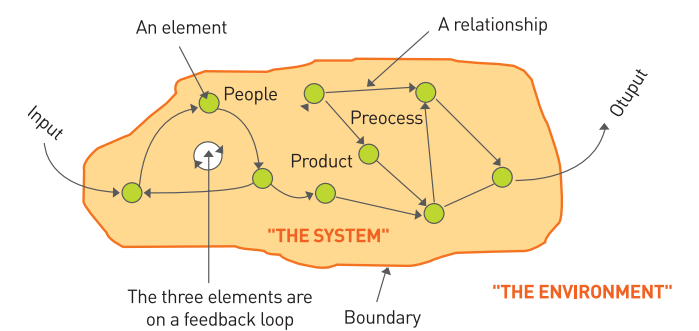 An element
A relationship
People
Input
Otuput
Preocess
Product
"THE SYSTEM"
"THE ENVIRONMENT"
The three elements are
on a feedback loop
Boundary